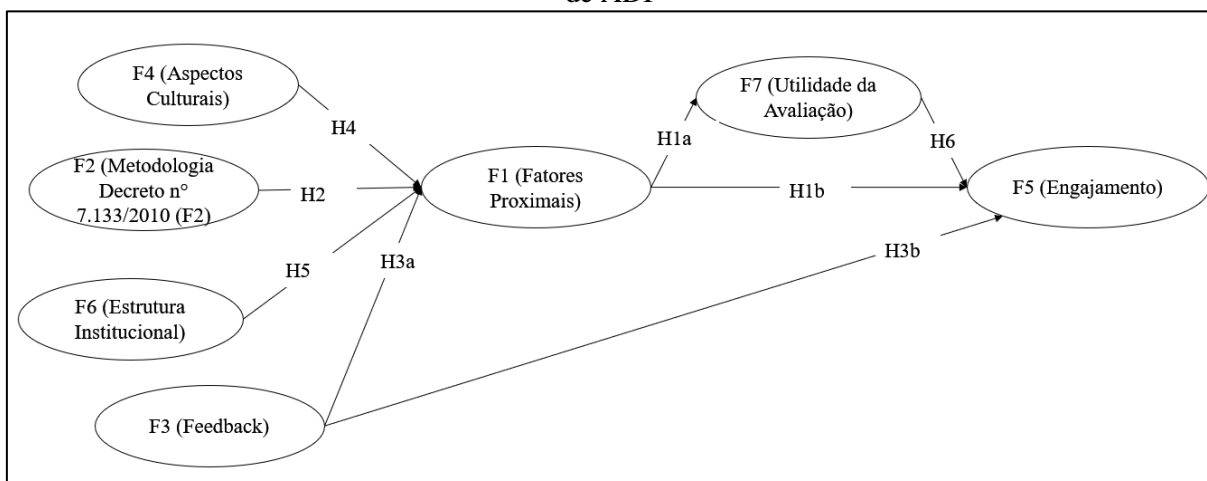 de ADI
F4 (Aspectos
Culturais)
H4
F2 (Metodologia
Decreto n°
7.133/2010 (F2)
H2
F6 (Estrutura
Institucional)
H5
H3a
F3 (Feedback)
F1 (Fatores
Proximais)
H1a
F7 (Utilidade da
Avaliação)
H6
H1b
F5 (Engajamento)
H3b